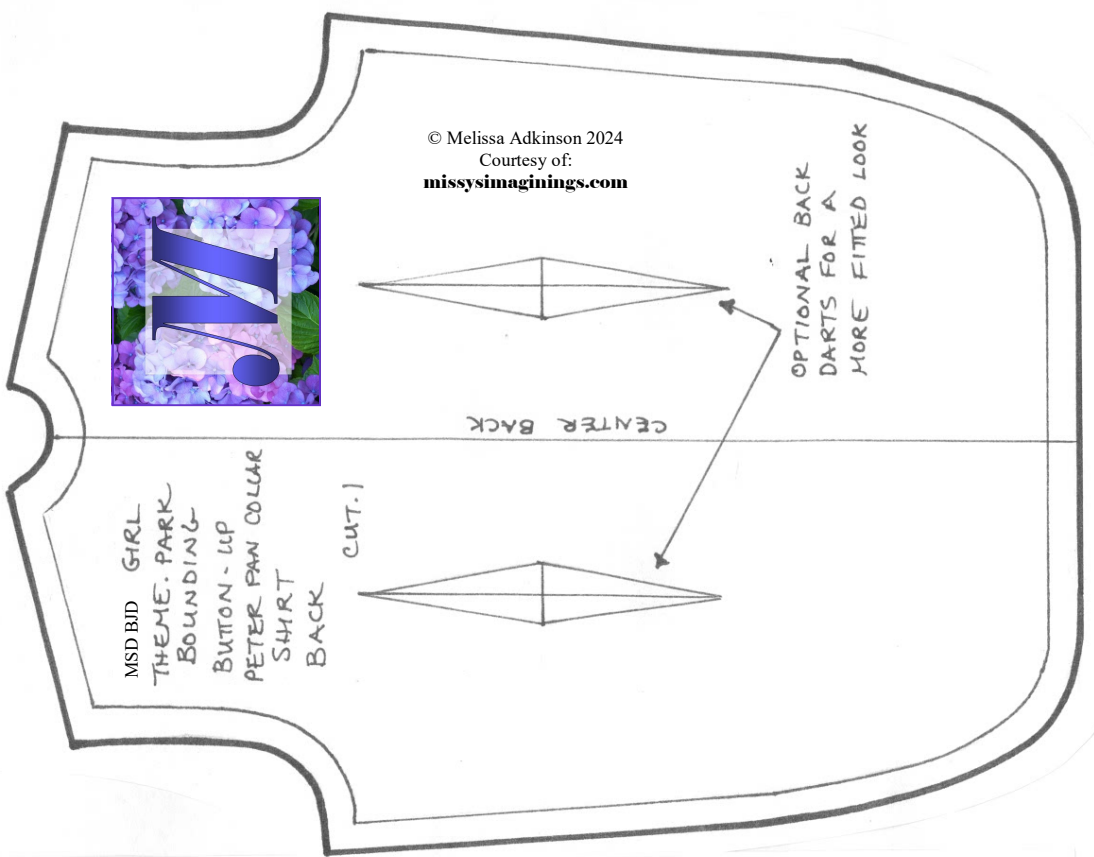 © Melissa Adkinson 2024
Courtesy of:
missysimaginings.com
M
OPTIONAL BACK
DARTS FOR A
MORE FITTED LOOK
CENTER BACK
MSD BJD GIRL
THEME. PARK
BOUNDING
BUTTON-UP
PETER PAN COLLAR
SHIRT
BACK
CUT. 1